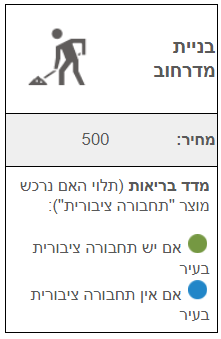 בניית
מדרחוב
מחיר: 500
מדד בריאות (תלוי האם נרכש
מוצר "תחבורה ציבורית"):
אם יש תחבורה ציבורית
בעיר
אם אין תחבורה ציבורית
בעיר